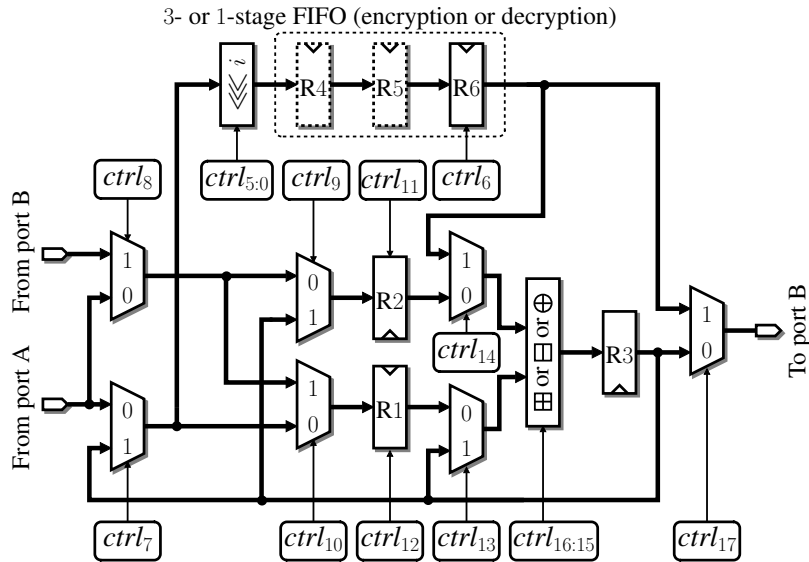 3- or 1-stage FIFO (encryption or decryption)
⋘ i
R4
R5
R6
ctrl8
ctrl5:0
ctrl9
ctrl11
ctrl6
From port B
1
0
0
1
R2
1
0
ctrl14
⊞ or ⊟ or ⊕
R3
1
0
To port B
From port A
0
1
1
0
R1
0
1
ctrl7
ctrl10
ctrl12
ctrl13
ctrl16:15
ctrl17